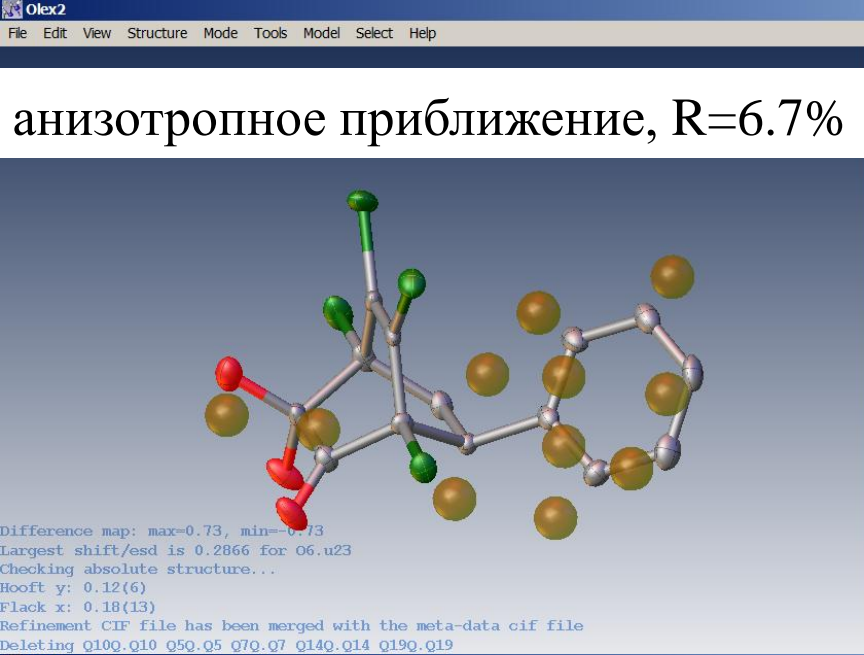 Olex2
File Edit View Structure Mode Tools Model Select Help
анизотропное приближение, R=6.7%
Difference map: max=0.73, min=-0.73
Largest shift/esd is 0.2866 for O6.u23
Checking absolute structure...
Hooft y: 0.12(6)
Flack x: 0.18(13)
Refinement CIF file has been merged with the meta-data cif file
Deleting Q10Q.Q10 Q5Q.Q5 Q7Q.Q7 Q14Q.Q14 Q19Q.Q19